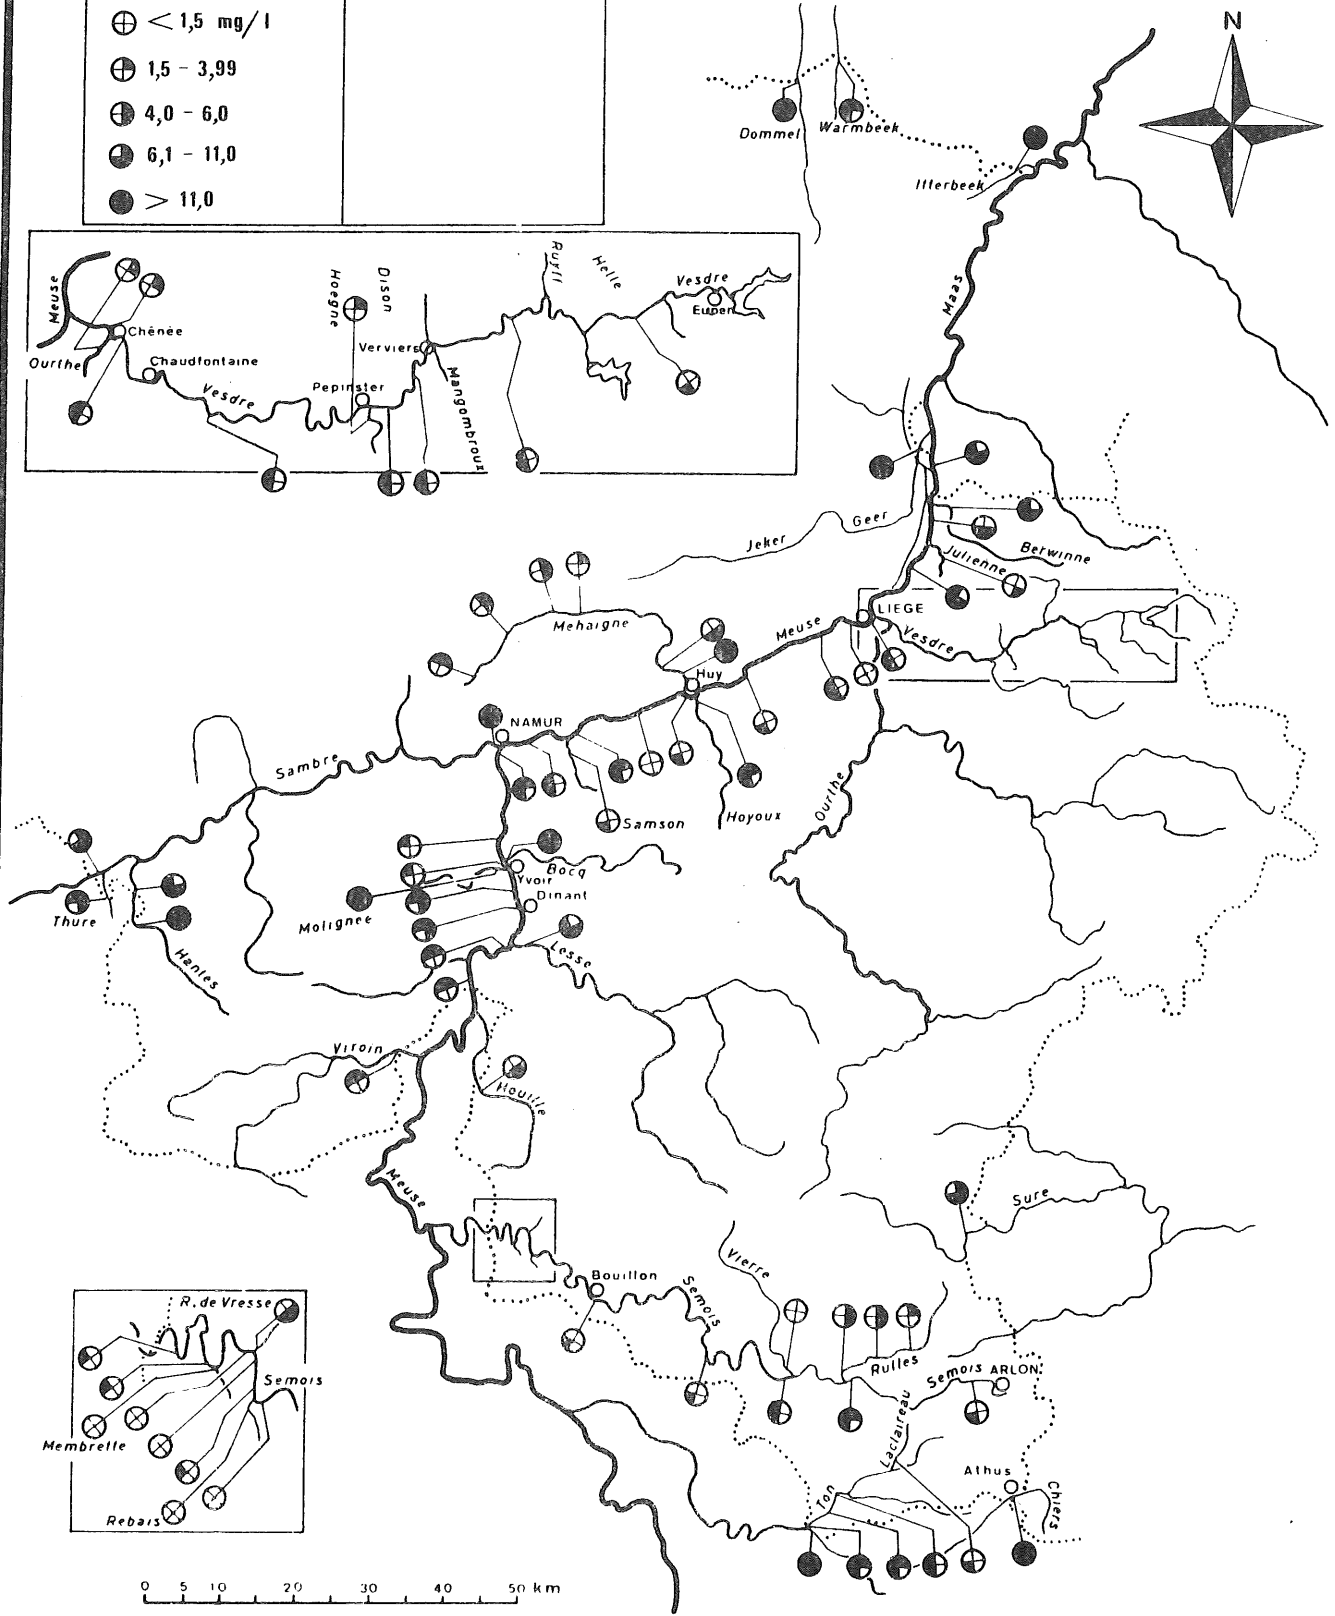 < 1,5 mg/l
1,5 - 3,99
4,0 - 6,0
6,1 - 11,0
> 11,0
N
Dommel
Warmbeek
Itterbeek
Maas
Meuse
Ourthe
Chênée
Chaudfontaine
Vesdre
Hoegne
Dison
Pepinster
Verviers
Mangombroux
Ruyff
Helle
Vesdre
Eupen
Jeker
Geer
Berwinne
Julienne
LIEGE
Vesdre
Mehaigne
Meuse
Huy
NAMUR
Sambre
Samson
Hoyoux
Ourthe
Bocq
Yvoir
Dinant
Molignée
Thure
Hantes
Lesse
Viroin
Houille
Meuse
Sure
Bouillon
Semois
Vierre
Rulles
Semois
ARLON
Laclaireau
Athus
Ton
Chiers
R. de Vresse
Semois
Membrette
Rebais
0 5 10 20 30 40 50 km